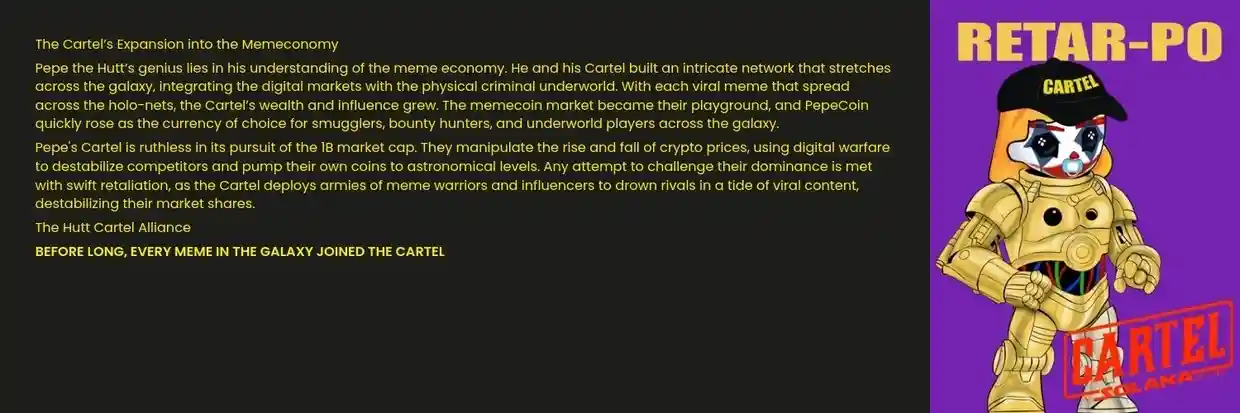 The Cartel’s Expansion into the Memeconomy
Pepe the Hutt’s genius lies in his understanding of the meme economy. He and his Cartel built an intricate network that stretches
across the galaxy, integrating the digital markets with the physical criminal underworld. With each viral meme that spread
across the holo-nets, the Cartel’s wealth and influence grew. The memecoin market became their playground, and PepeCoin
quickly rose as the currency of choice for smugglers, bounty hunters, and underworld players across the galaxy.
Pepe's Cartel is ruthless in its pursuit of the 1B market cap. They manipulate the rise and fall of crypto prices, using digital warfare
to destabilize competitors and pump their own coins to astronomical levels. Any attempt to challenge their dominance is met
with swift retaliation, as the Cartel deploys armies of meme warriors and influencers to drown rivals in a tide of viral content,
destabilizing their market shares.
The Hutt Cartel Alliance
BEFORE LONG, EVERY MEME IN THE GALAXY JOINED THE CARTEL
RETAR-PO
CARTEL
CARTEL
SOLANA